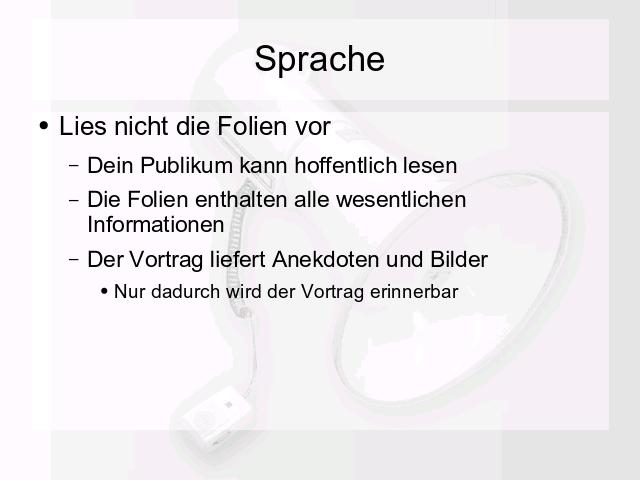 Sprache
• Lies nicht die Folien vor
– Dein Publikum kann hoffentlich lesen
– Die Folien enthalten alle wesentlichen
Informationen
– Der Vortrag liefert Anekdoten und Bilder
• Nur dadurch wird der Vortrag erinnerbar